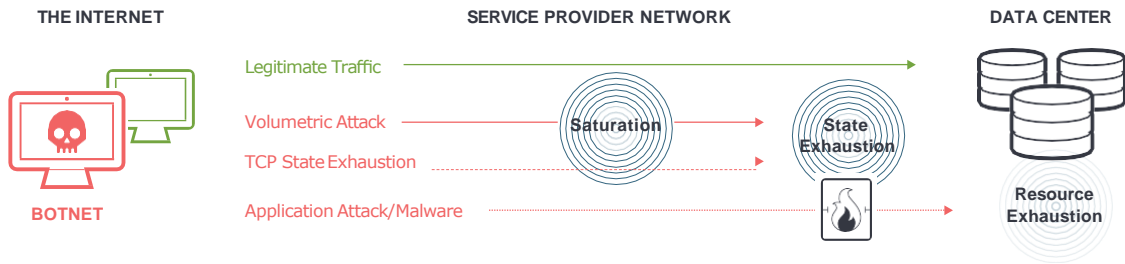 THE INTERNET
SERVICE PROVIDER NETWORK
DATA CENTER
Legitimate Traffic
Volumetric Attack
Saturation
State
Exhaustion
TCP State Exhaustion
BOTNET
Application Attack/Malware
Resource
Exhaustion